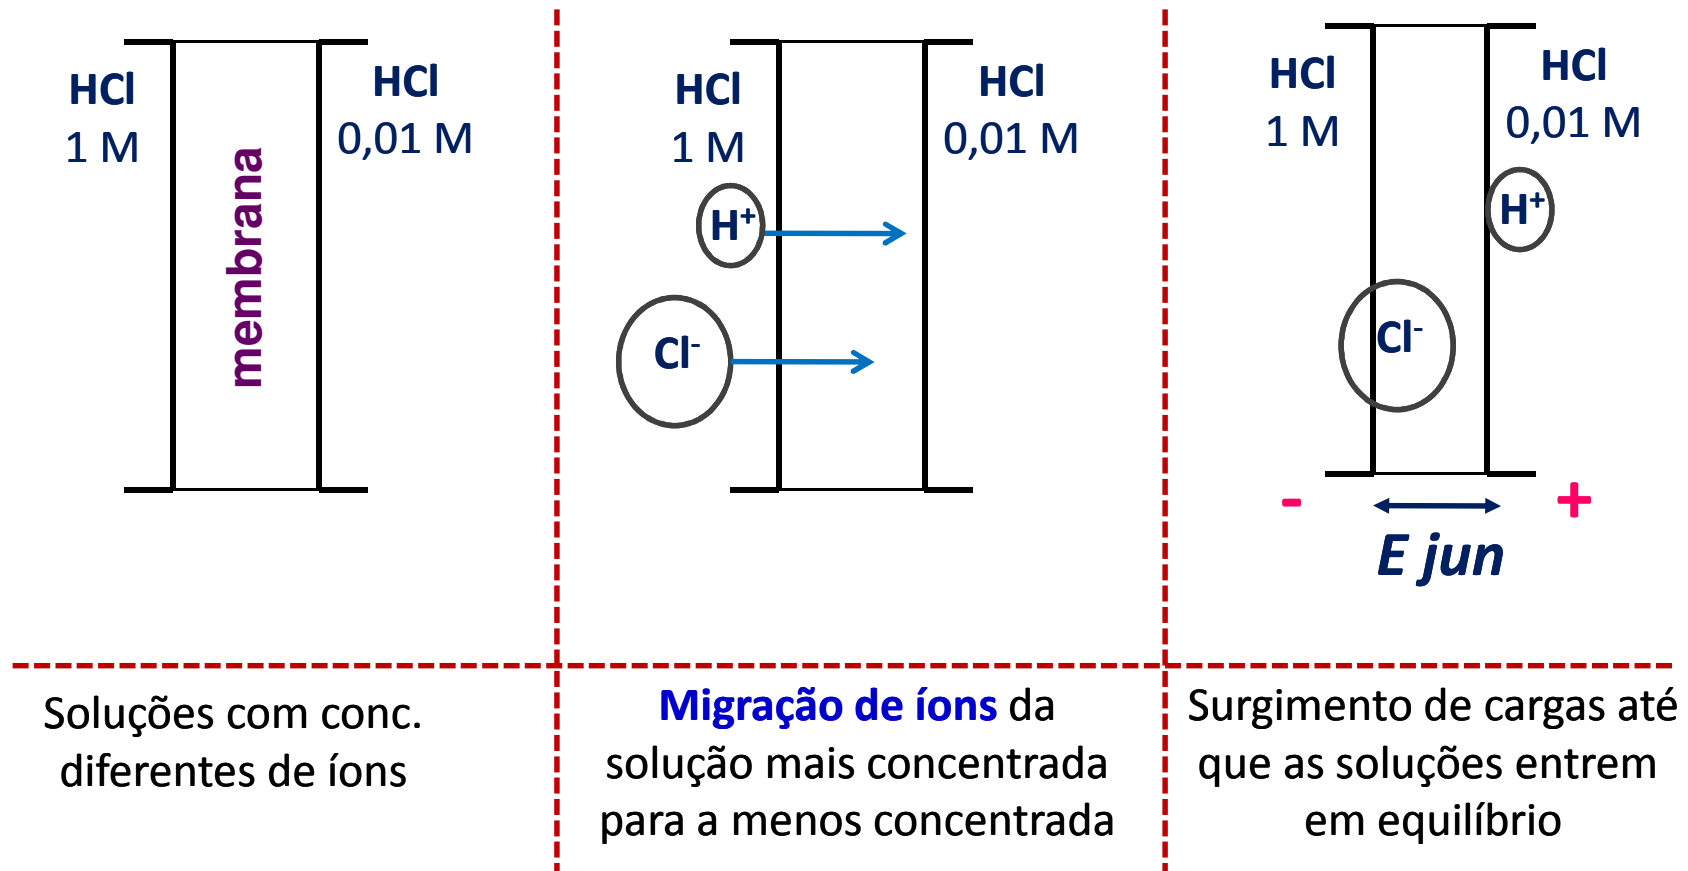 HCl
1 M
membrana
HCl
0,01 M
HCl
1 M
HCl
0,01 M
H⁺
Cl⁻
HCl
1 M
HCl
0,01 M
H⁺
Cl⁻
- +
E jun
Soluções com conc.
diferentes de íons
Migração de íons da
solução mais concentrada
para a menos concentrada
Surgimento de cargas até
que as soluções entrem
em equilíbrio